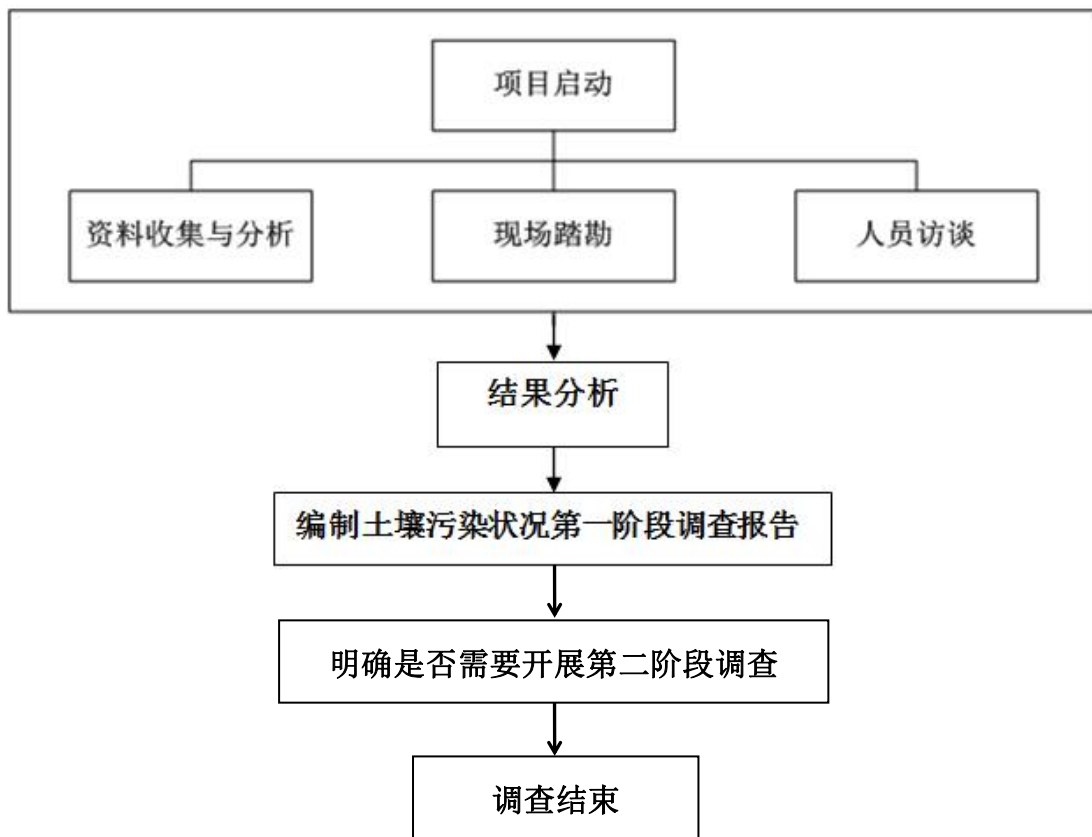 项目启动
资料收集与分析
现场踏勘
人员访谈
结果分析
编制土壤污染状况第一阶段调查报告
明确是否需要开展第二阶段调查
调查结束